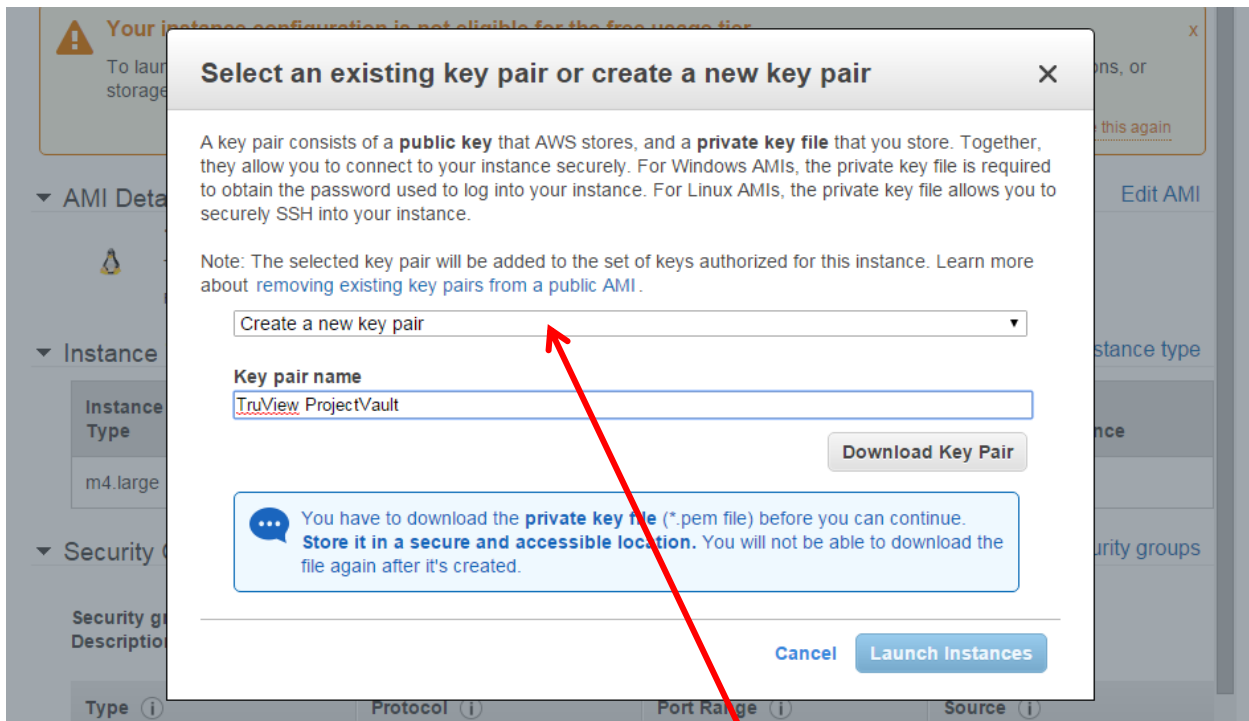 Your instance configuration is not eligible for the free usage tier
x
To laur
ons, or
storage
this again
Select an existing key pair or create a new key pair
A key pair consists of a public key that AWS stores, and a private key file that you store. Together,
they allow you to connect to your instance securely. For Windows AMIs, the private key file is required
to obtain the password used to log into your instance. For Linux AMIs, the private key file allows you to
securely SSH into your instance.
Note: The selected key pair will be added to the set of keys authorized for this instance. Learn more
about removing existing key pairs from a public AMI.
Create a new key pair
Key pair name
TruView ProjectVault
Download Key Pair
You have to download the private key file (*.pem file) before you can continue.
Store it in a secure and accessible location. You will not be able to download the
file again after it's created.
Cancel
Launch Instances
AMI Deta
Edit AMI
Instance
stance type
Instance
Type
nce
m4.large
Security
urity groups
Security g
Description
Type
Protocol
Port Range
Source